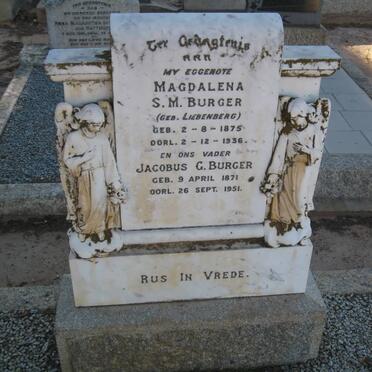 Ter Gedagtenis
AAN
MY EGGENOTE
MAGDALENA
S.M. BURGER
(GEB. LIEBENBERG)
GEB. 2-8-1875
OORL. 2-12-1936.
EN ONS VADER
JACOBUS C. BURGER
GEB. 9 APRIL 1871
OORL. 26 SEPT. 1951.
RUS IN VREDE.